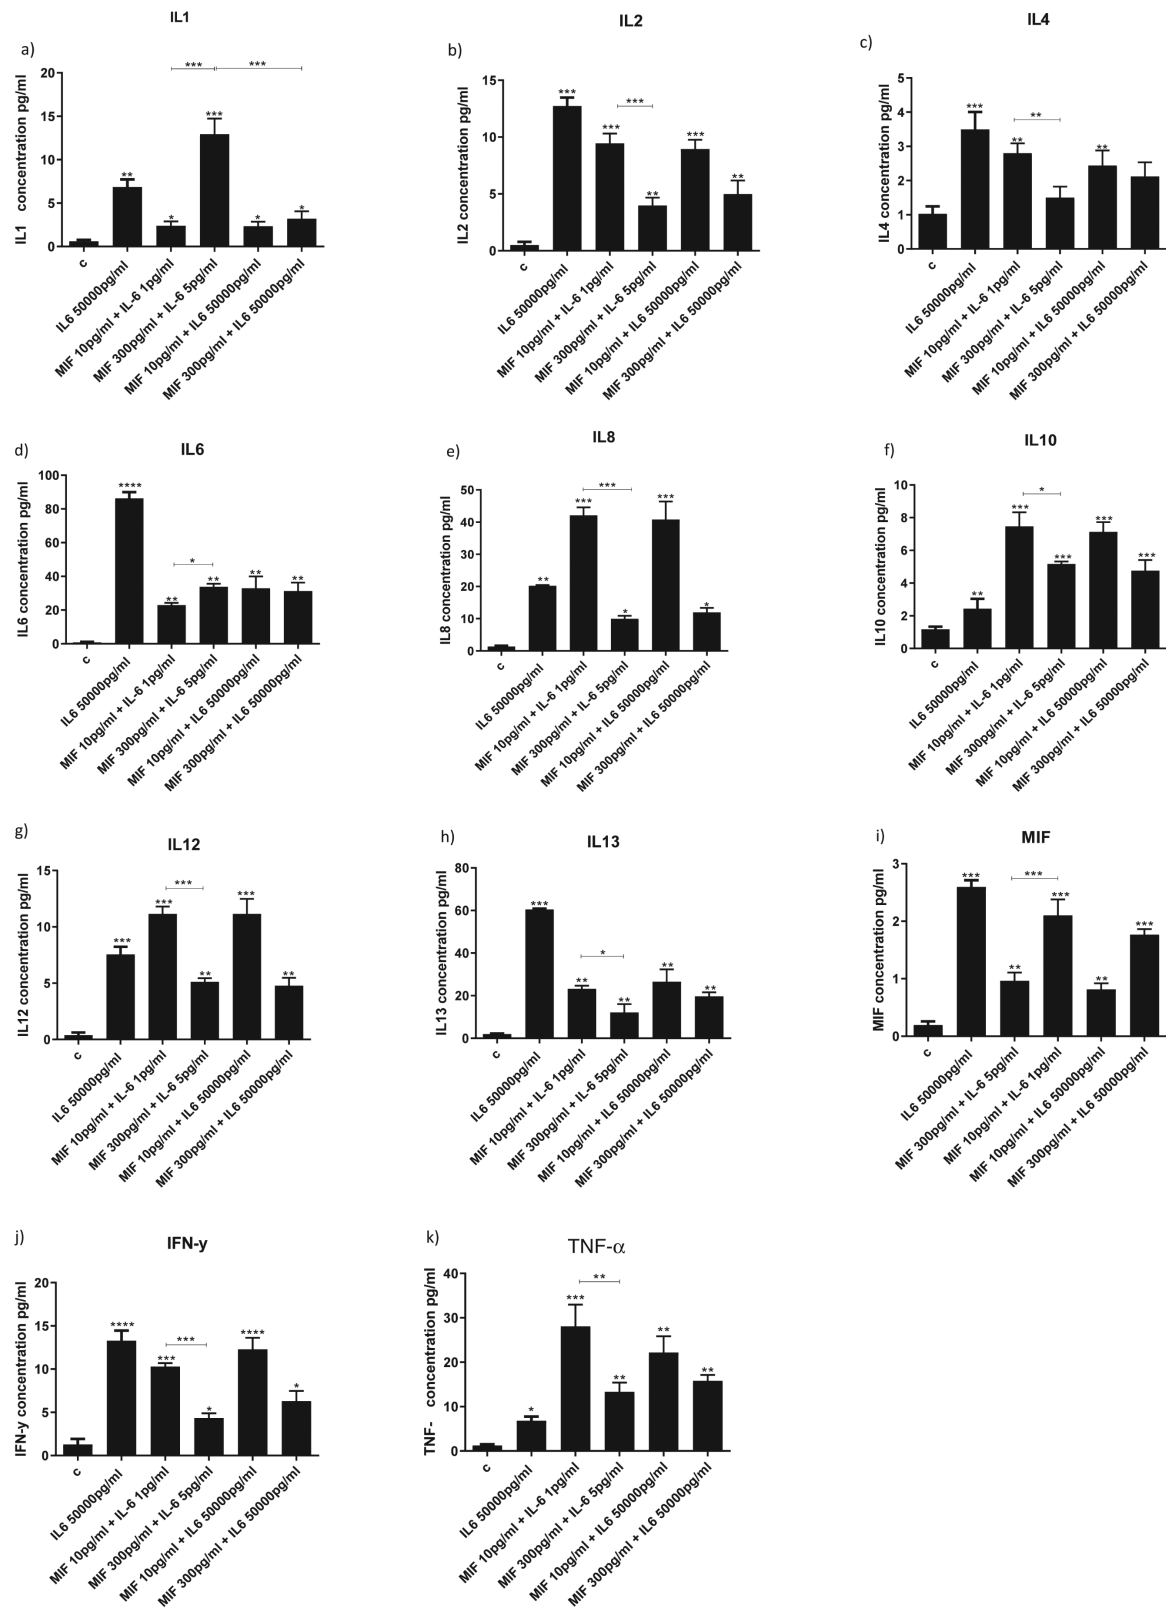 IL1
a)
IL1 concentration pg/ml
20
15
10
5
0
***
***
**
*
***
*
*
c
IL6 50000pg/ml)
MIF 10pg/ml + IL-6 1pg/ml)
MIF 300pg/ml + IL-6 5pg/ml)
MIF 10pg/ml + IL6 50000pg/ml)
MIF 300pg/ml + IL6 50000pg/ml)
IL2
b)
IL2 concentration pg/ml
15
10
5
0
***
***
***
**
***
**
c
IL6 50000pg/ml)
MIF 10pg/ml + IL-6 1pg/ml)
MIF 300pg/ml + IL-6 5pg/ml)
MIF 10pg/ml + IL6 50000pg/ml)
MIF 300pg/ml + IL6 50000pg/ml)
IL4
c)
IL4 concentration pg/ml
5
4
3
2
1
0
***
**
**
**
c
IL6 50000pg/ml)
MIF 10pg/ml + IL-6 1pg/ml)
MIF 300pg/ml + IL-6 5pg/ml)
MIF 10pg/ml + IL6 50000pg/ml)
MIF 300pg/ml + IL6 50000pg/ml)
IL6
d)
IL6 concentration pg/ml
100
80
60
40
20
0
****
*
**
**
**
**
c
IL6 50000pg/ml)
MIF 10pg/ml + IL-6 1pg/ml)
MIF 300pg/ml + IL-6 5pg/ml)
MIF 10pg/ml + IL6 50000pg/ml)
MIF 300pg/ml + IL6 50000pg/ml)
IL8
e)
IL8 concentration pg/ml
50
40
30
20
10
0
***
**
***
*
***
*
c
IL6 50000pg/ml)
MIF 10pg/ml + IL-6 1pg/ml)
MIF 300pg/ml + IL-6 5pg/ml)
MIF 10pg/ml + IL6 50000pg/ml)
MIF 300pg/ml + IL6 50000pg/ml)
IL10
f)
IL10 concentration pg/ml
10
8
6
4
2
0
*
**
***
***
***
***
c
IL6 50000pg/ml)
MIF 10pg/ml + IL-6 1pg/ml)
MIF 300pg/ml + IL-6 5pg/ml)
MIF 10pg/ml + IL6 50000pg/ml)
MIF 300pg/ml + IL6 50000pg/ml)
IL12
g)
IL12 concentration pg/ml
15
10
5
0
***
***
***
**
***
**
c
IL6 50000pg/ml)
MIF 10pg/ml + IL-6 1pg/ml)
MIF 300pg/ml + IL-6 5pg/ml)
MIF 10pg/ml + IL6 50000pg/ml)
MIF 300pg/ml + IL6 50000pg/ml)
IL13
h)
IL13 concentration pg/ml
80
60
40
20
0
***
*
**
**
**
**
c
IL6 50000pg/ml)
MIF 10pg/ml + IL-6 1pg/ml)
MIF 300pg/ml + IL-6 5pg/ml)
MIF 10pg/ml + IL6 50000pg/ml)
MIF 300pg/ml + IL6 50000pg/ml)
MIF
i)
MIF concentration pg/ml
3
2
1
0
***
***
**
***
**
***
c
IL6 50000pg/ml)
MIF 300pg/ml + IL-6 5pg/ml)
MIF 10pg/ml + IL-6 1pg/ml)
MIF 10pg/ml + IL6 50000pg/ml)
MIF 300pg/ml + IL6 50000pg/ml)
IFN-y
j)
IFN-y concentration pg/ml
20
15
10
5
0
****
***
***
*
****
*
c
IL6 50000pg/ml)
MIF 10pg/ml + IL-6 1pg/ml)
MIF 300pg/ml + IL-6 5pg/ml)
MIF 10pg/ml + IL6 50000pg/ml)
MIF 300pg/ml + IL6 50000pg/ml)
TNF-α
k)
TNF- concentration pg/ml
40
30
20
10
0
**
*
***
**
**
**
c
IL6 50000pg/ml)
MIF 10pg/ml + IL-6 1pg/ml)
MIF 300pg/ml + IL-6 5pg/ml)
MIF 10pg/ml + IL6 50000pg/ml)
MIF 300pg/ml + IL6 50000pg/ml)